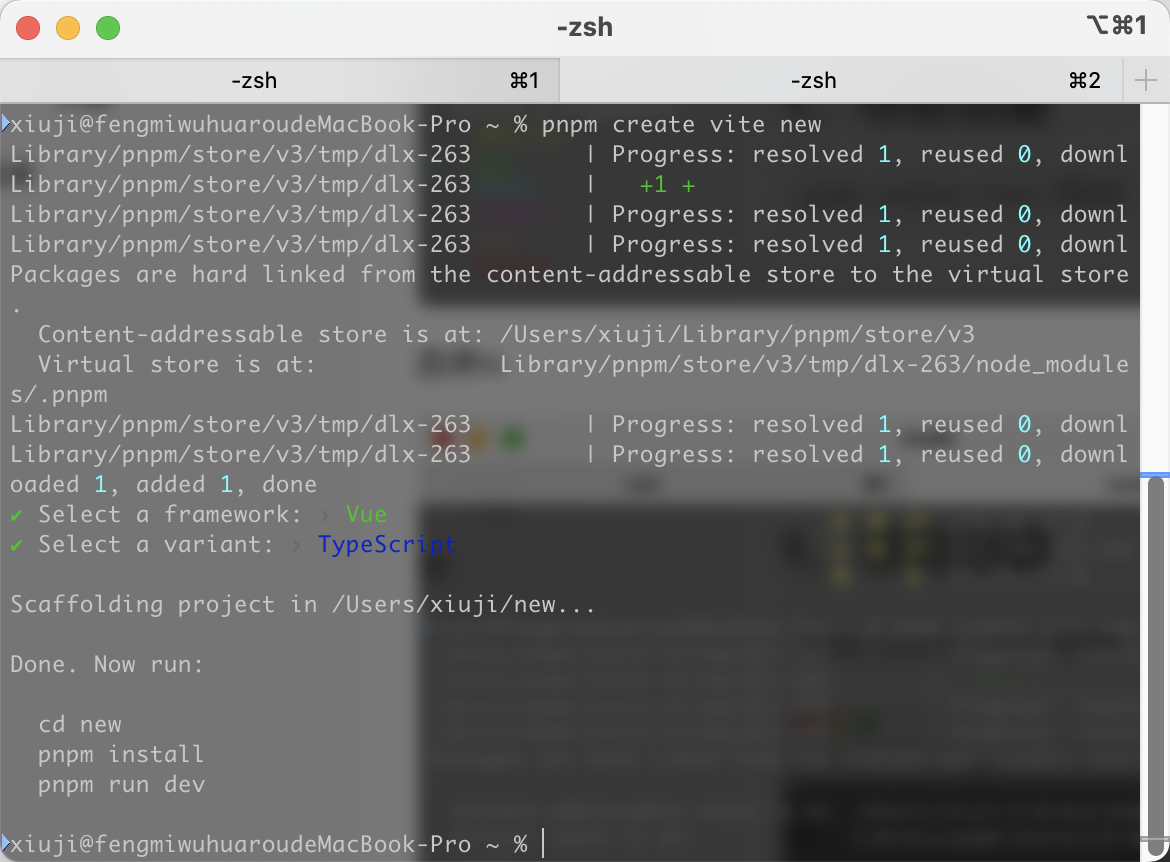 -zsh
⌥⌘1
-zsh ⌘1
-zsh ⌘2
xiuji@fengmiwuhuaroudeMacBook-Pro ~ % pnpm create vite new
Library/pnpm/store/v3/tmp/dlx-263 | Progress: resolved 1, reused 0, downl
Library/pnpm/store/v3/tmp/dlx-263 | +1 +
Library/pnpm/store/v3/tmp/dlx-263 | Progress: resolved 1, reused 0, downl
Library/pnpm/store/v3/tmp/dlx-263 | Progress: resolved 1, reused 0, downl
Packages are hard linked from the content-addressable store to the virtual store
.
Content-addressable store is at: /Users/xiuji/Library/pnpm/store/v3
Virtual store is at: Library/pnpm/store/v3/tmp/dlx-263/node_module
s/.pnpm
Library/pnpm/store/v3/tmp/dlx-263 | Progress: resolved 1, reused 0, downl
Library/pnpm/store/v3/tmp/dlx-263 | Progress: resolved 1, reused 0, downl
oaded 1, added 1, done
✔ Select a framework: › Vue
✔ Select a variant: › TypeScript
Scaffolding project in /Users/xiuji/new...
Done. Now run:
cd new
pnpm install
pnpm run dev
xiuji@fengmiwuhuaroudeMacBook-Pro ~ %